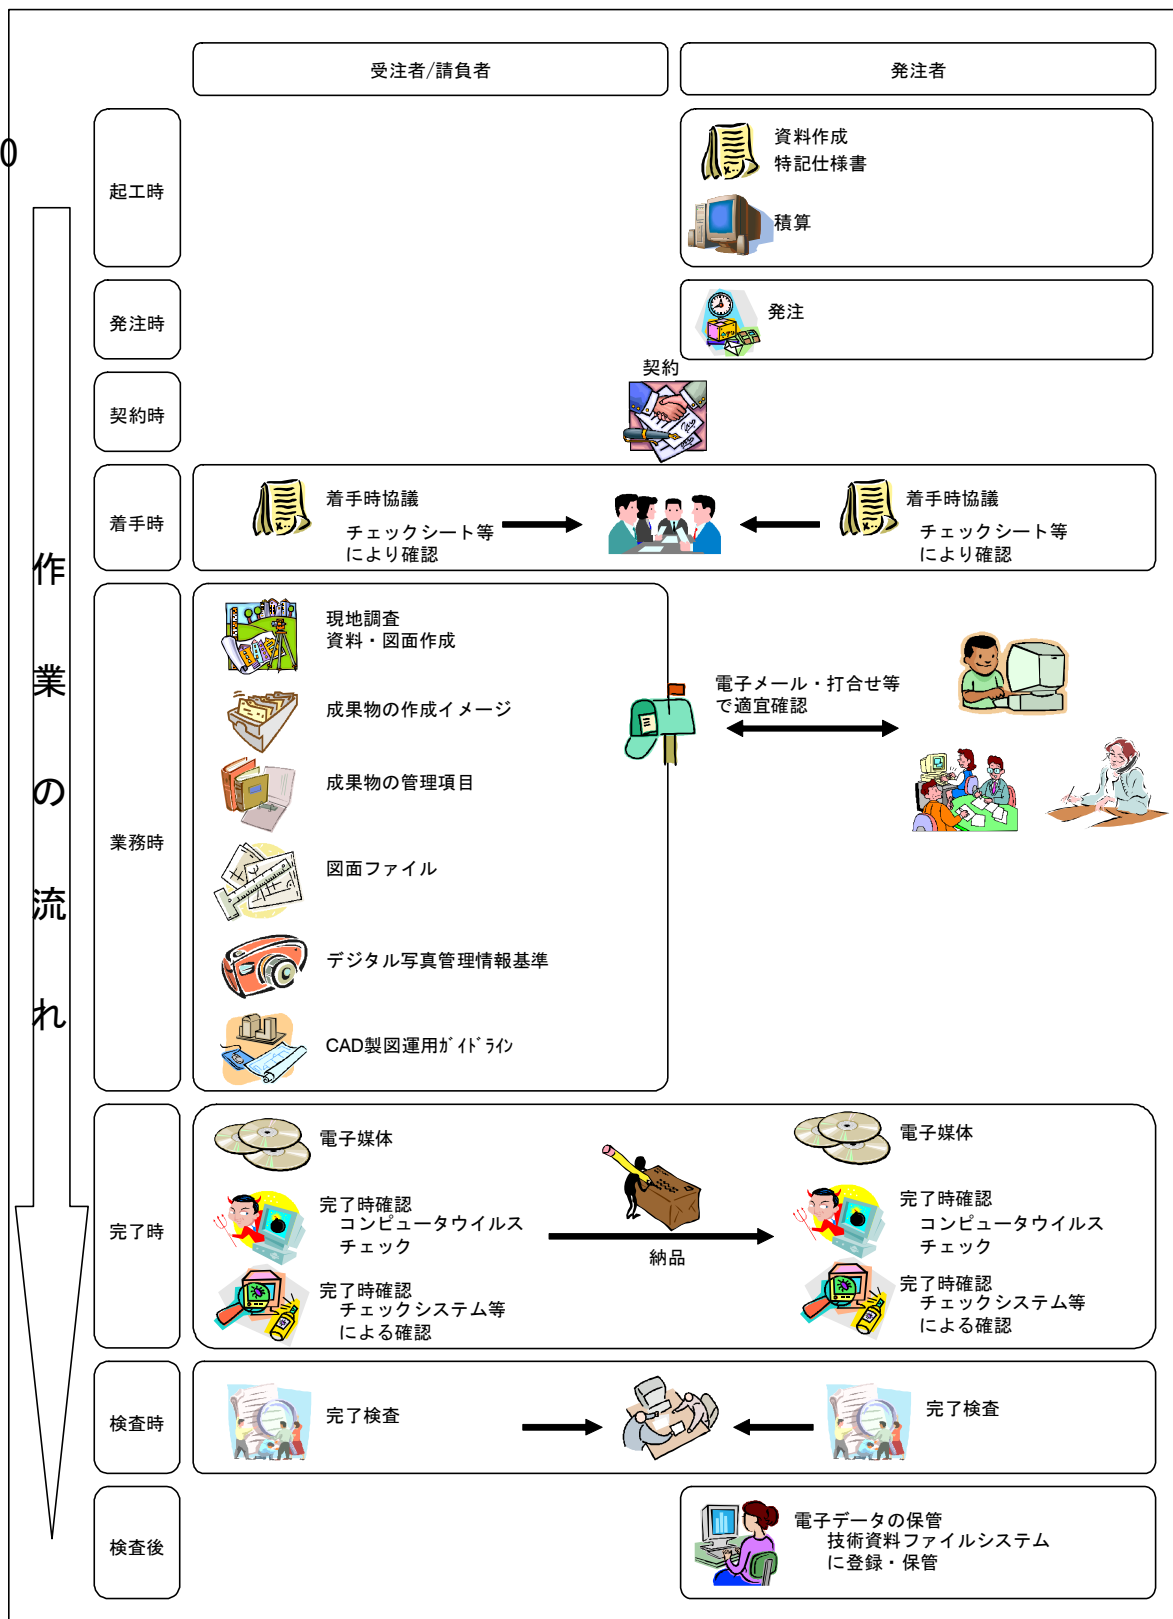 受注者/請負者
発注者
0
作業の流れ
起工時
資料作成
特記仕様書
積算
発注時
発注
契約時
契約
着手時
着手時協議
チェックシート等
により確認
着手時協議
チェックシート等
により確認
業務時
現地調査
資料・図面作成
成果物の作成イメージ
成果物の管理項目
図面ファイル
デジタル写真管理情報基準
CAD製図運用ｶﾞｲﾄﾞﾗｲﾝ
電子メール・打合せ等
で適宜確認
完了時
電子媒体
完了時確認
コンピュータウイルス
チェック
完了時確認
チェックシステム等
による確認
納品
電子媒体
完了時確認
コンピュータウイルス
チェック
完了時確認
チェックシステム等
による確認
検査時
完了検査
完了検査
検査後
電子データの保管
技術資料ファイルシステム
に登録・保管